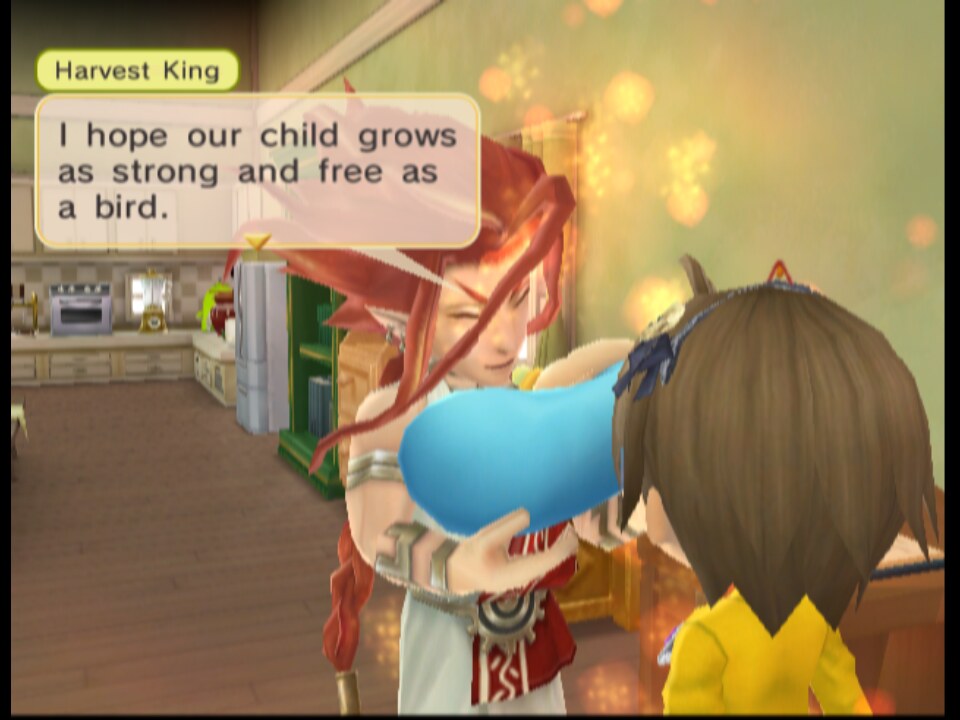 Harvest King
I hope our child grows
as strong and free as
a bird.